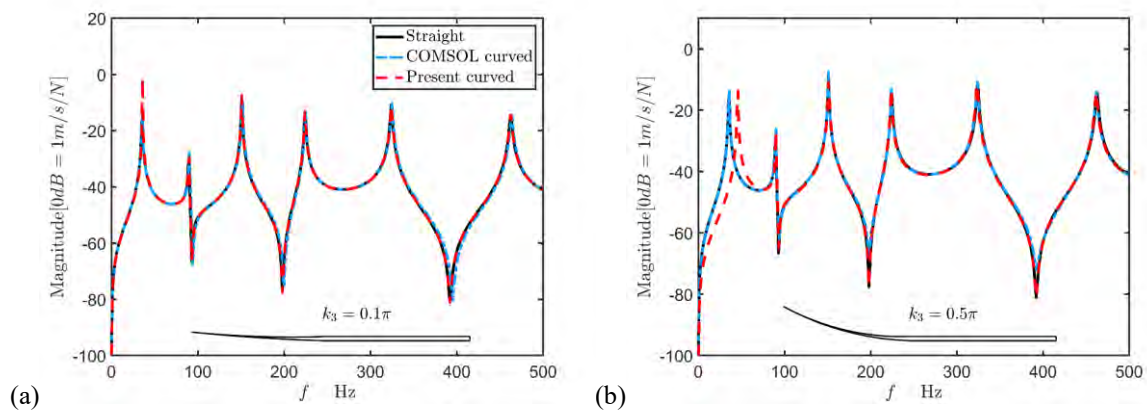 20
0
-20
-40
-60
-80
-100
Magnitude[0dB = 1m/s/N]
Straight
COMSOL curved
Present curved
k₃ = 0.1π
0 100 200 300 400 500
f Hz
(a)
0
-20
-40
-60
-80
-100
Magnitude[0dB = 1m/s/N]
k₃ = 0.5π
0 100 200 300 400 500
f Hz
(b)